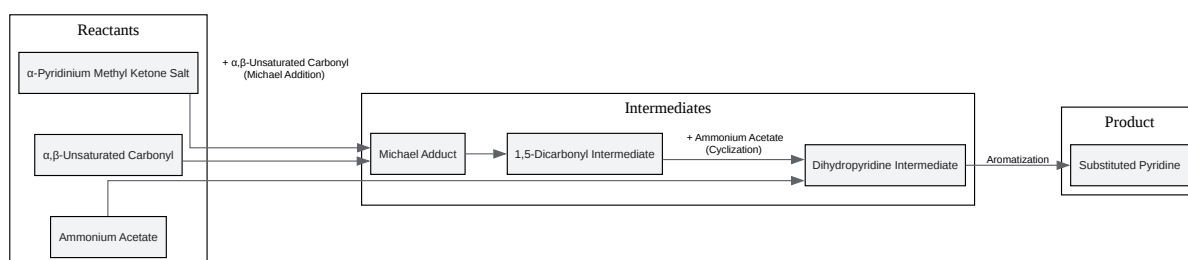 Reactants
α-Pyridinium Methyl Ketone Salt
α,β-Unsaturated Carbonyl
Ammonium Acetate
+ α,β-Unsaturated Carbonyl
(Michael Addition)
Intermediates
Michael Adduct
1,5-Dicarbonyl Intermediate
+ Ammonium Acetate
(Cyclization)
Dihydropyridine Intermediate
Aromatization
Product
Substituted Pyridine